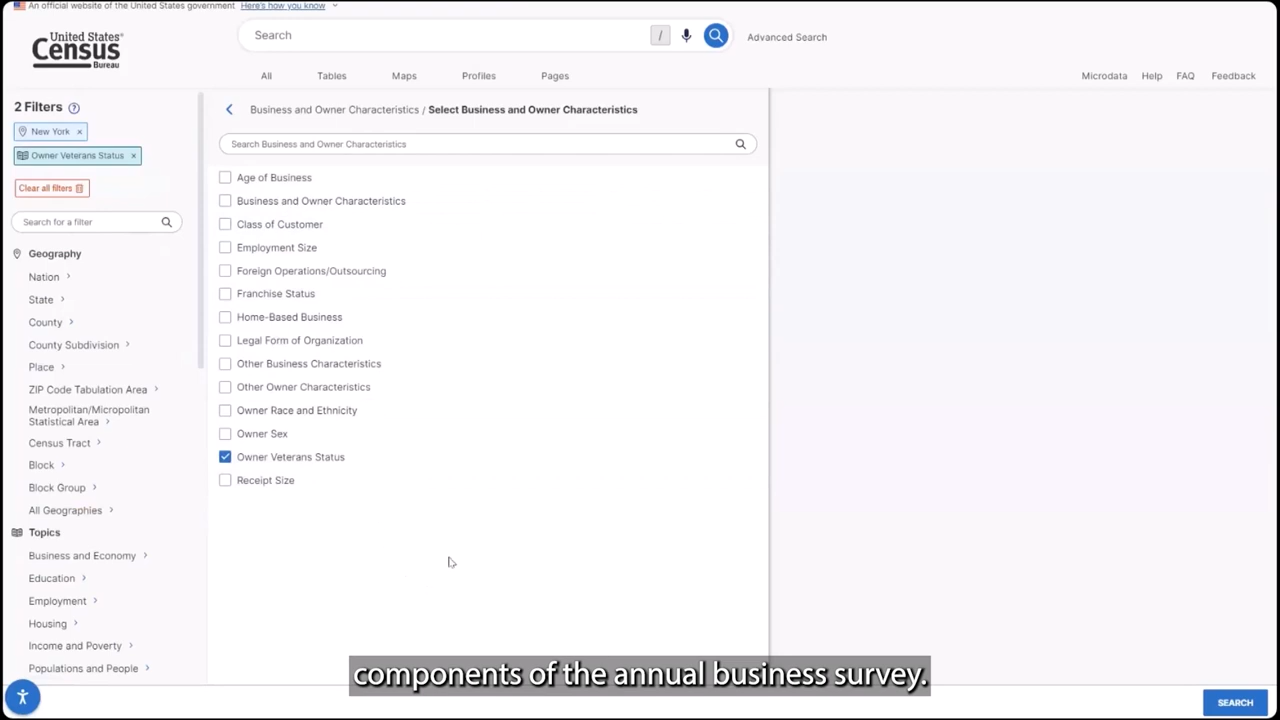 An official website of the United States government Here's how you know
United States®
Census
Bureau
Search
/
Advanced Search
All Tables Maps Profiles Pages
Microdata Help FAQ Feedback
2 Filters ?
New York ×
Owner Veterans Status ×
Clear all filters
Search for a filter
Geography
Nation
State
County
County Subdivision
Place
ZIP Code Tabulation Area
Metropolitan/Micropolitan
Statistical Area
Census Tract
Block
Block Group
All Geographies
Topics
Business and Economy
Education
Employment
Housing
Income and Poverty
Populations and People
Business and Owner Characteristics / Select Business and Owner Characteristics
Search Business and Owner Characteristics
Age of Business
Business and Owner Characteristics
Class of Customer
Employment Size
Foreign Operations/Outsourcing
Franchise Status
Home-Based Business
Legal Form of Organization
Other Business Characteristics
Other Owner Characteristics
Owner Race and Ethnicity
Owner Sex
Owner Veterans Status
Receipt Size
components of the annual business survey.
SEARCH